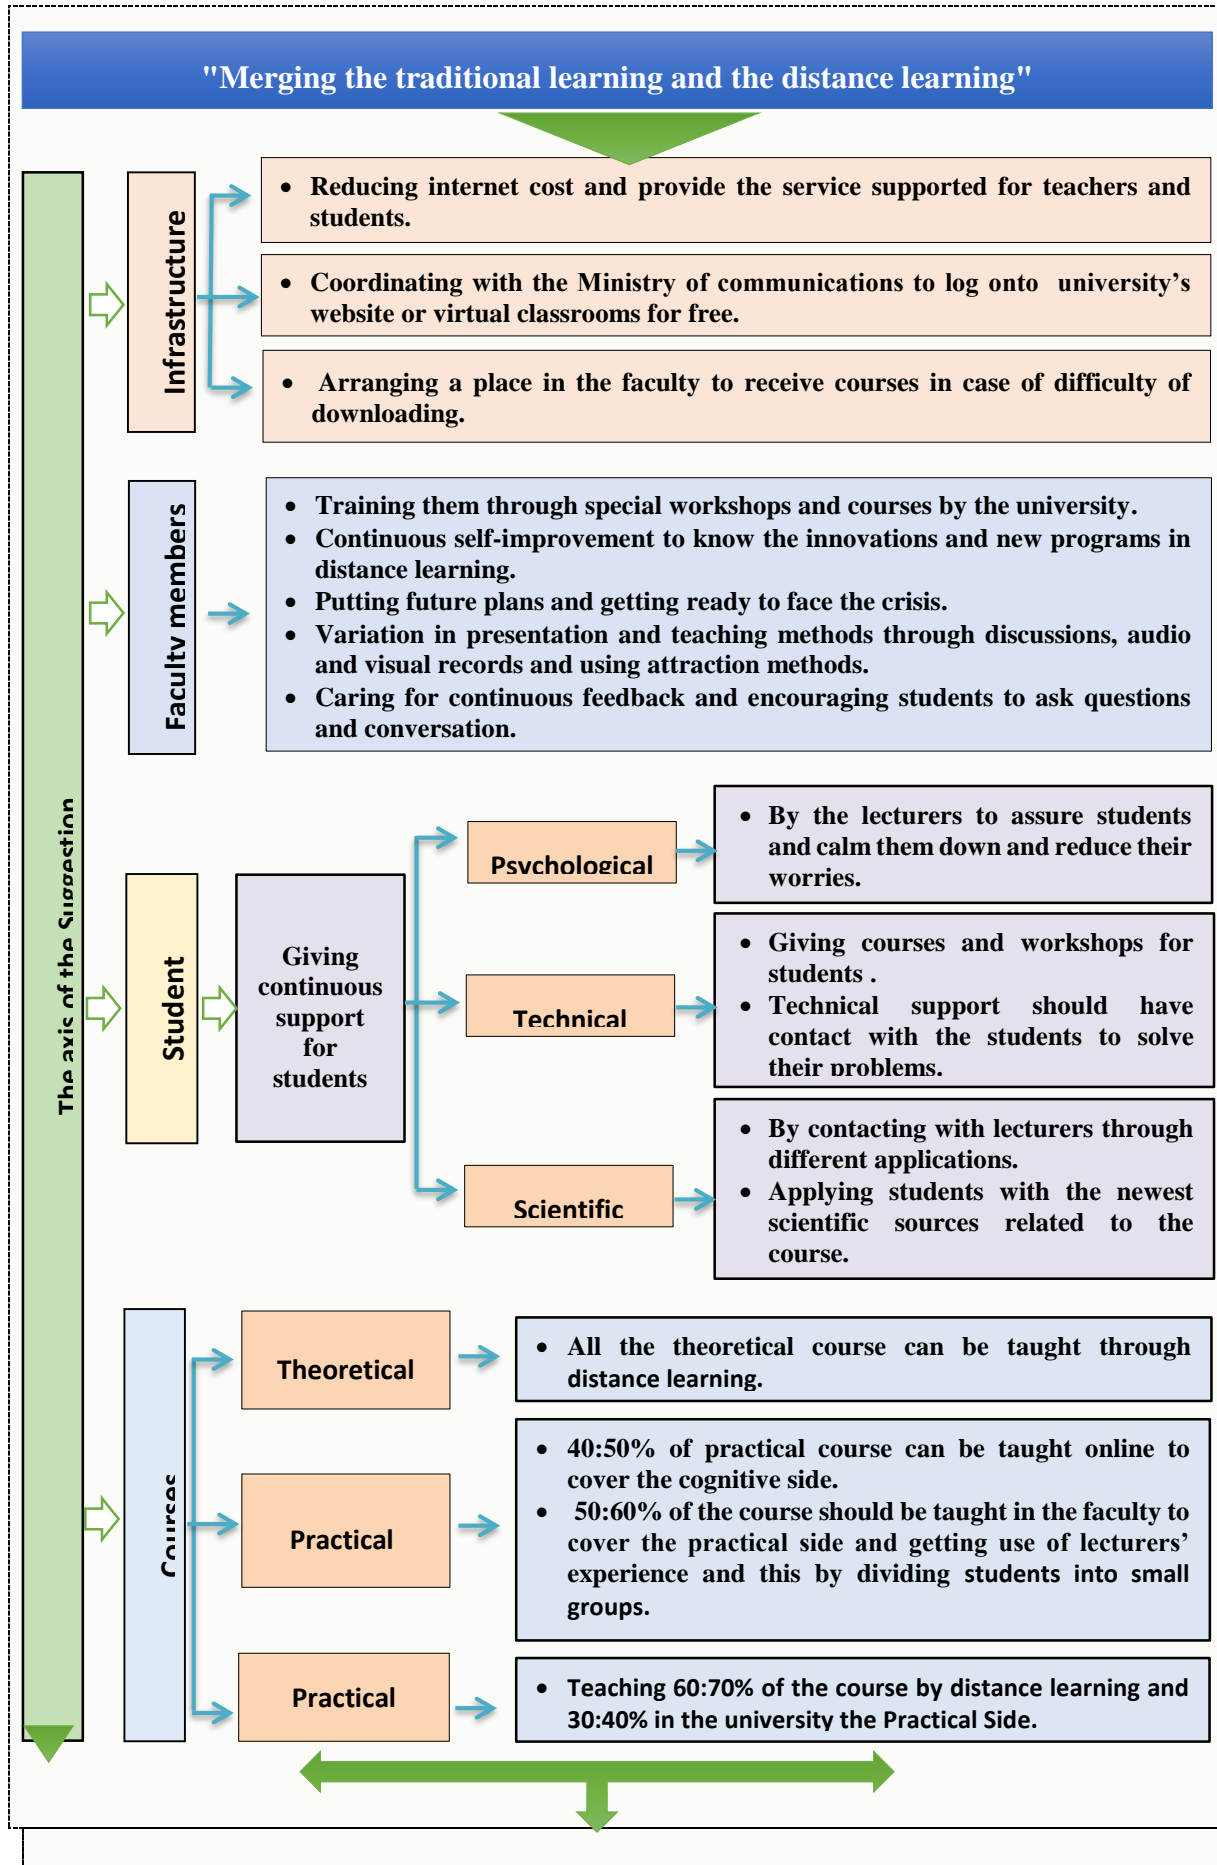 "Merging the traditional learning and the distance learning"
The axis of the Suggestion
Infrastructure
• Reducing internet cost and provide the service supported for teachers and
students.
• Coordinating with the Ministry of communications to log onto university’s
website or virtual classrooms for free.
• Arranging a place in the faculty to receive courses in case of difficulty of
downloading.
Faculty members
• Training them through special workshops and courses by the university.
• Continuous self-improvement to know the innovations and new programs in
distance learning.
• Putting future plans and getting ready to face the crisis.
• Variation in presentation and teaching methods through discussions, audio
and visual records and using attraction methods.
• Caring for continuous feedback and encouraging students to ask questions
and conversation.
Student
Giving
continuous
support
for
students
Psychological
• By the lecturers to assure students
and calm them down and reduce their
worries.
Technical
• Giving courses and workshops for
students .
• Technical support should have
contact with the students to solve
their problems.
Scientific
• By contacting with lecturers through
different applications.
• Applying students with the newest
scientific sources related to the
course.
Courses
Theoretical
• All the theoretical course can be taught through
distance learning.
Practical
• 40:50% of practical course can be taught online to
cover the cognitive side.
• 50:60% of the course should be taught in the faculty to
cover the practical side and getting use of lecturers’
experience and this by dividing students into small
groups.
Practical
• Teaching 60:70% of the course by distance learning and
30:40% in the university the Practical Side.